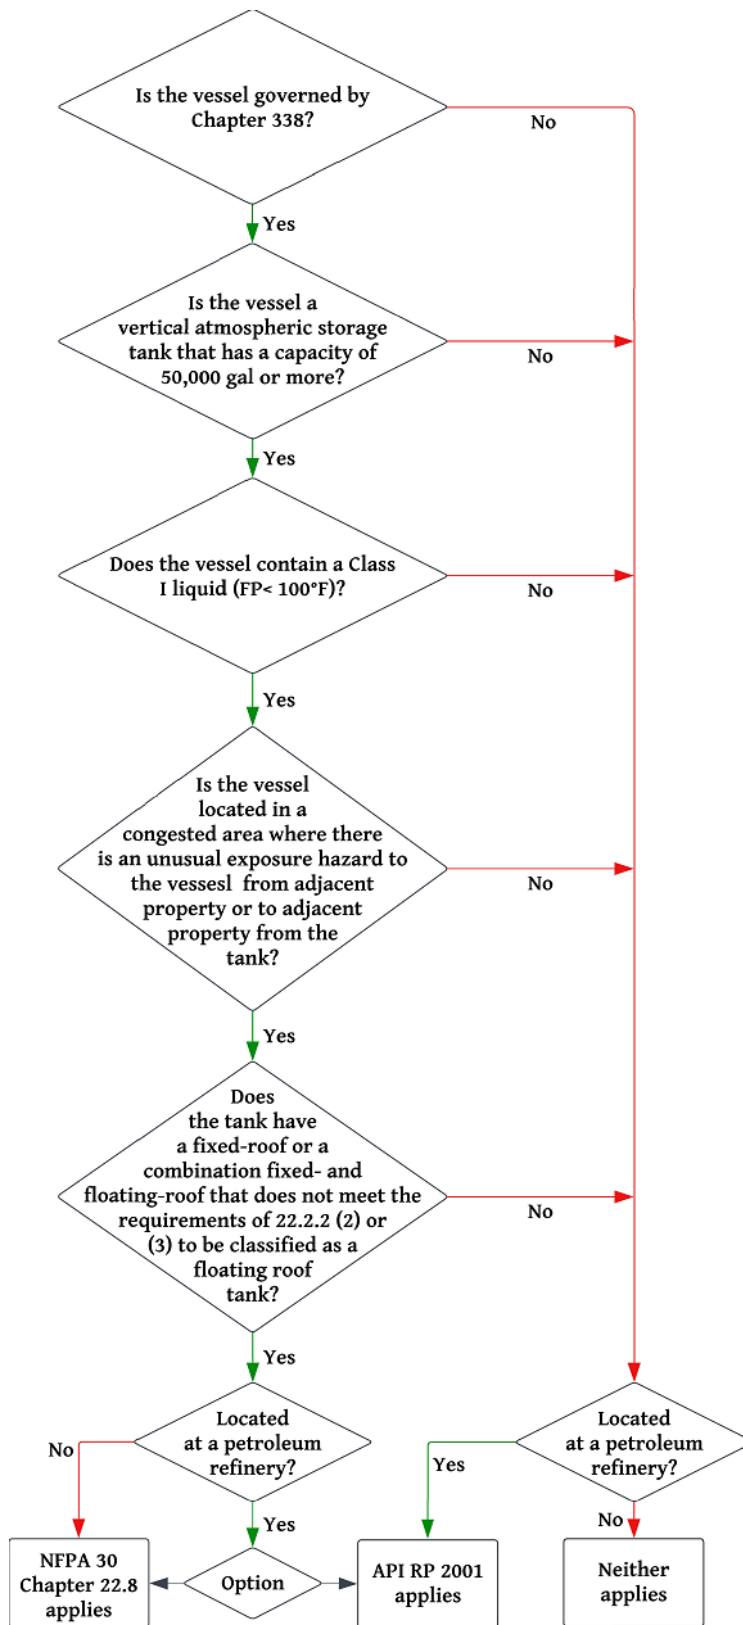 Is the vessel governed by
Chapter 338?
No
Yes
Is the vessel a
vertical atmospheric storage
tank that has a capacity of
50,000 gal or more?
No
Yes
Does the vessel contain a Class
I liquid (FP< 100°F)?
No
Yes
Is the vessel
located in a
congested area where there
is an unusual exposure hazard to
the vessesl from adjacent
property or to adjacent
property from the
tank?
No
Yes
Does
the tank have
a fixed-roof or a
combination fixed- and
floating-roof that does not meet the
requirements of 22.2.2 (2) or
(3) to be classified as a
floating roof
tank?
No
Yes
Located
at a petroleum
refinery?
No
Yes
Located
at a petroleum
refinery?
Yes
No
NFPA 30
Chapter 22.8
applies
Option
API RP 2001
applies
Neither
applies